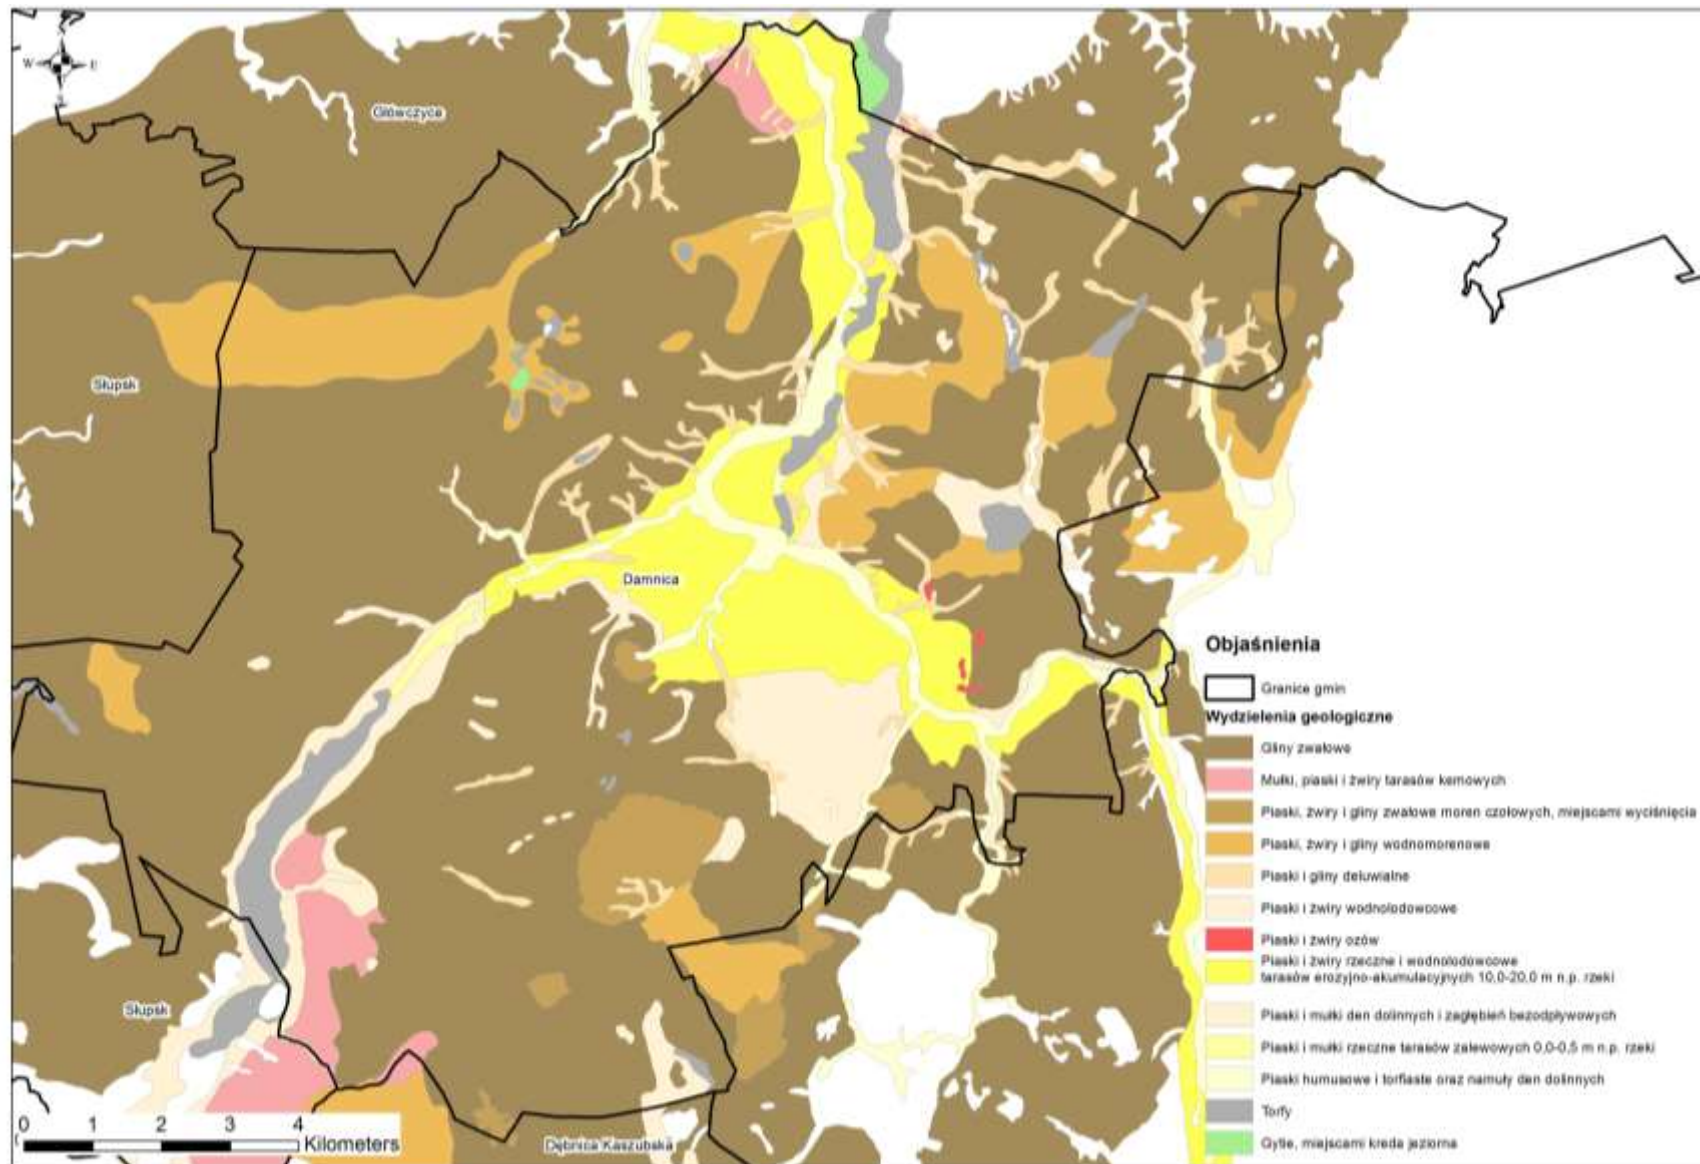 W E
S
Główczyce
Słupsk
Damnica
Słupsk
Dębnica Kaszubska
0 1 2 3 4
Kilometers
Objaśnienia
Granice gmin
Wydzielenia geologiczne
Gliny zwałowe
Mułki, piaski i żwiry tarasów kemowych
Piaski, żwiry i gliny zwałowe moren czołowych, miejscami wyciśnięcia
Piaski, żwiry i gliny wodnomorenowe
Piaski i gliny deluwialne
Piaski i żwiry wodnolodowcowe
Piaski i żwiry ozów
Piaski i żwiry rzeczne i wodnolodowcowe
tarasów erozyjno-akumulacyjnych 10,0-20,0 m n.p. rzeki
Piaski i mułki den dolinnych i zagłębień bezodpływowych
Piaski i mułki rzeczne tarasów zalewowych 0,0-0,5 m n.p. rzeki
Piaski humusowe i torfiaste oraz namuły den dolinnych
Torfy
Gytie, miejscami kreda jeziorna